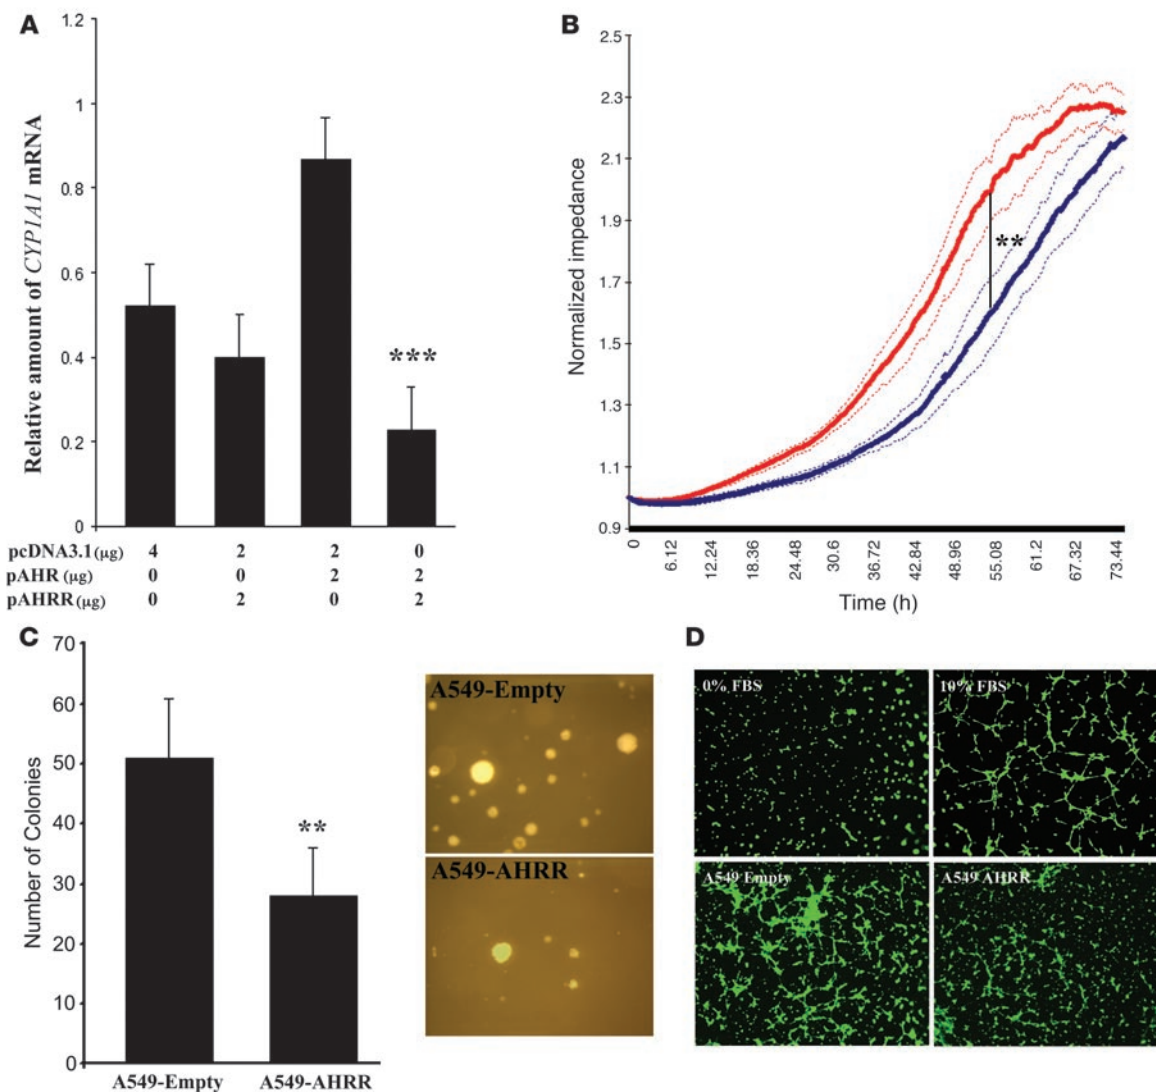 A
Relative amount of CYP1A1 mRNA
1.2
1
0.8
0.6
0.4
0.2
0
***
pcDNA3.1 (µg) 4 2 2 0
pAHR (µg) 0 0 2 2
pAHRR (µg) 0 2 0 2
B
Normalized impedance
2.5
2.3
2.1
1.9
1.7
1.5
1.3
1.1
0.9
**
0 6.12 12.24 18.36 24.48 30.6 36.72 42.84 48.96 55.08 61.2 67.32 73.44
Time (h)
C
Number of Colonies
70
60
50
40
30
20
10
0
**
A549-Empty A549-AHRR
A549-Empty
A549-AHRR
D
0% FBS 10% FBS
A549 Empty A549 AHRR